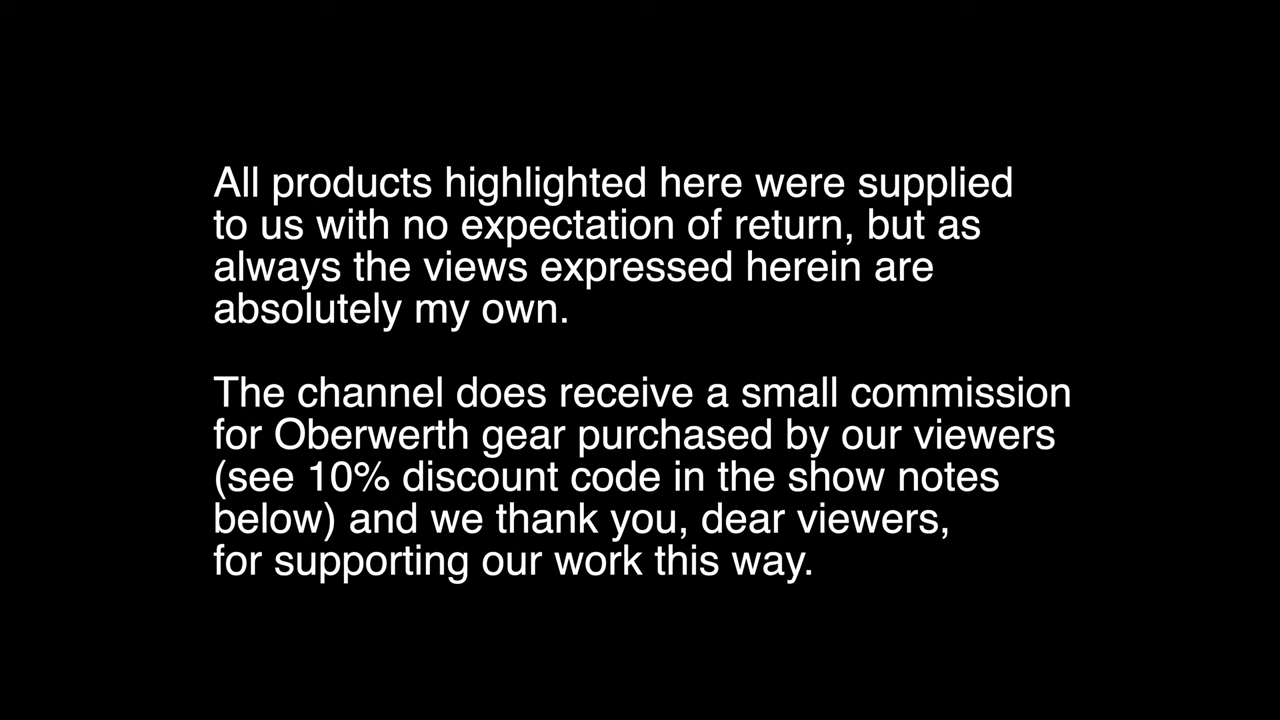 All products highlighted here were supplied
to us with no expectation of return, but as
always the views expressed herein are
absolutely my own.
The channel does receive a small commission
for Oberwerth gear purchased by our viewers
(see 10% discount code in the show notes
below) and we thank you, dear viewers,
for supporting our work this way.